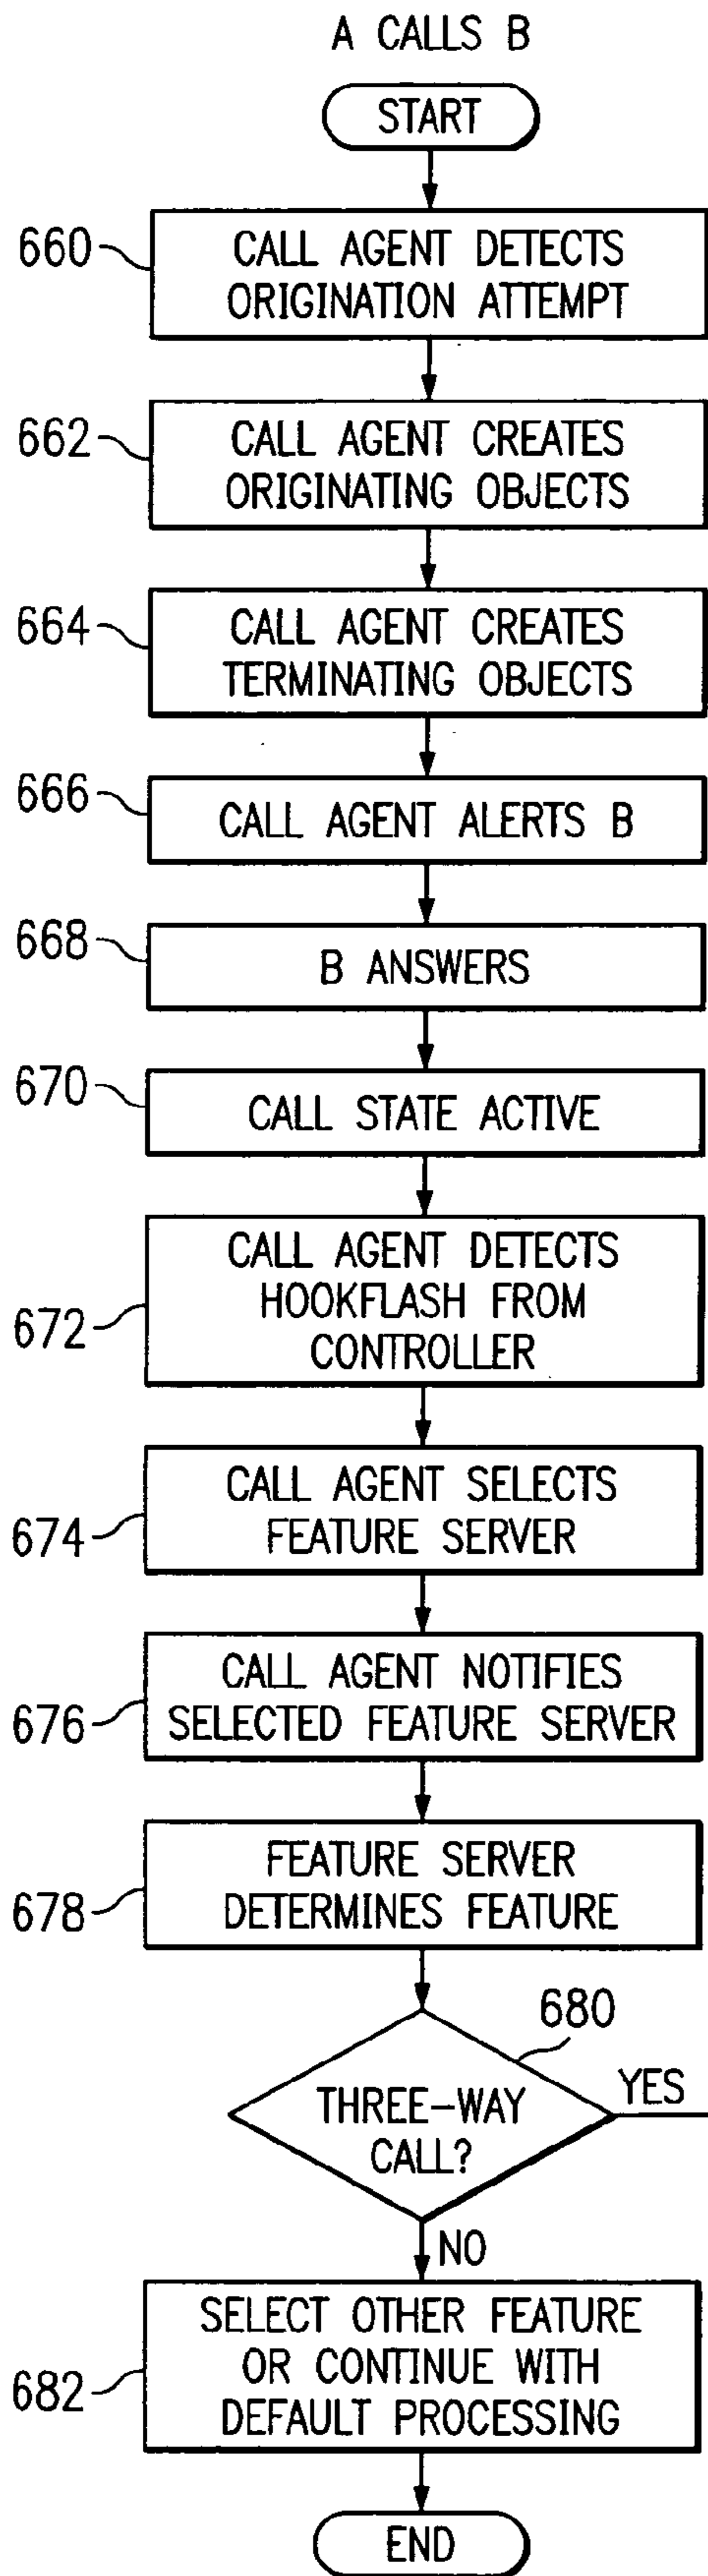 A CALLS B
START
660
CALL AGENT DETECTS
ORIGINATION ATTEMPT
662
CALL AGENT CREATES
ORIGINATING OBJECTS
664
CALL AGENT CREATES
TERMINATING OBJECTS
666
CALL AGENT ALERTS B
668
B ANSWERS
670
CALL STATE ACTIVE
672
CALL AGENT DETECTS
HOOKFLASH FROM
CONTROLLER
674
CALL AGENT SELECTS
FEATURE SERVER
676
CALL AGENT NOTIFIES
SELECTED FEATURE SERVER
678
FEATURE SERVER
DETERMINES FEATURE
680
THREE-WAY
CALL?
YES
NO
682
SELECT OTHER FEATURE
OR CONTINUE WITH
DEFAULT PROCESSING
END